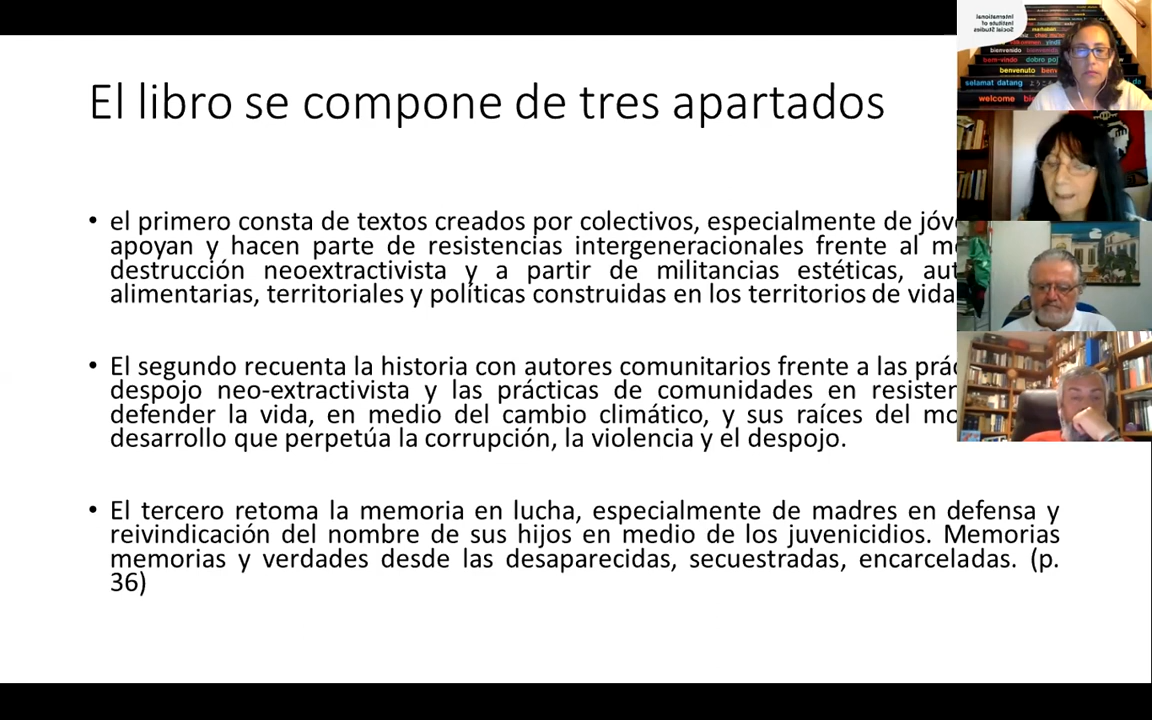 El libro se compone de tres apartados
• el primero consta de textos creados por colectivos, especialmente de
apoyan y hacen parte de resistencias intergeneracionales frente al
destrucción neoextractivista y a partir de militancias estéticas,
alimentarias, territoriales y políticas construidas en los territorios de vida
• El segundo recuenta la historia con autores comunitarios frente a las
despojo neo-extractivista y las prácticas de comunidades en
defender la vida, en medio del cambio climático, y sus raíces del
desarrollo que perpetúa la corrupción, la violencia y el despojo.
• El tercero retoma la memoria en lucha, especialmente de madres en defensa y
reivindicación del nombre de sus hijos en medio de los juvenicidios. Memorias
memorias y verdades desde las desaparecidas, secuestradas, encarceladas. (p.
36)
International
Institute of
Social Studies
bienvenido
bem-vindo dobro
benvenuto
selamat datang ようこそ
welcome